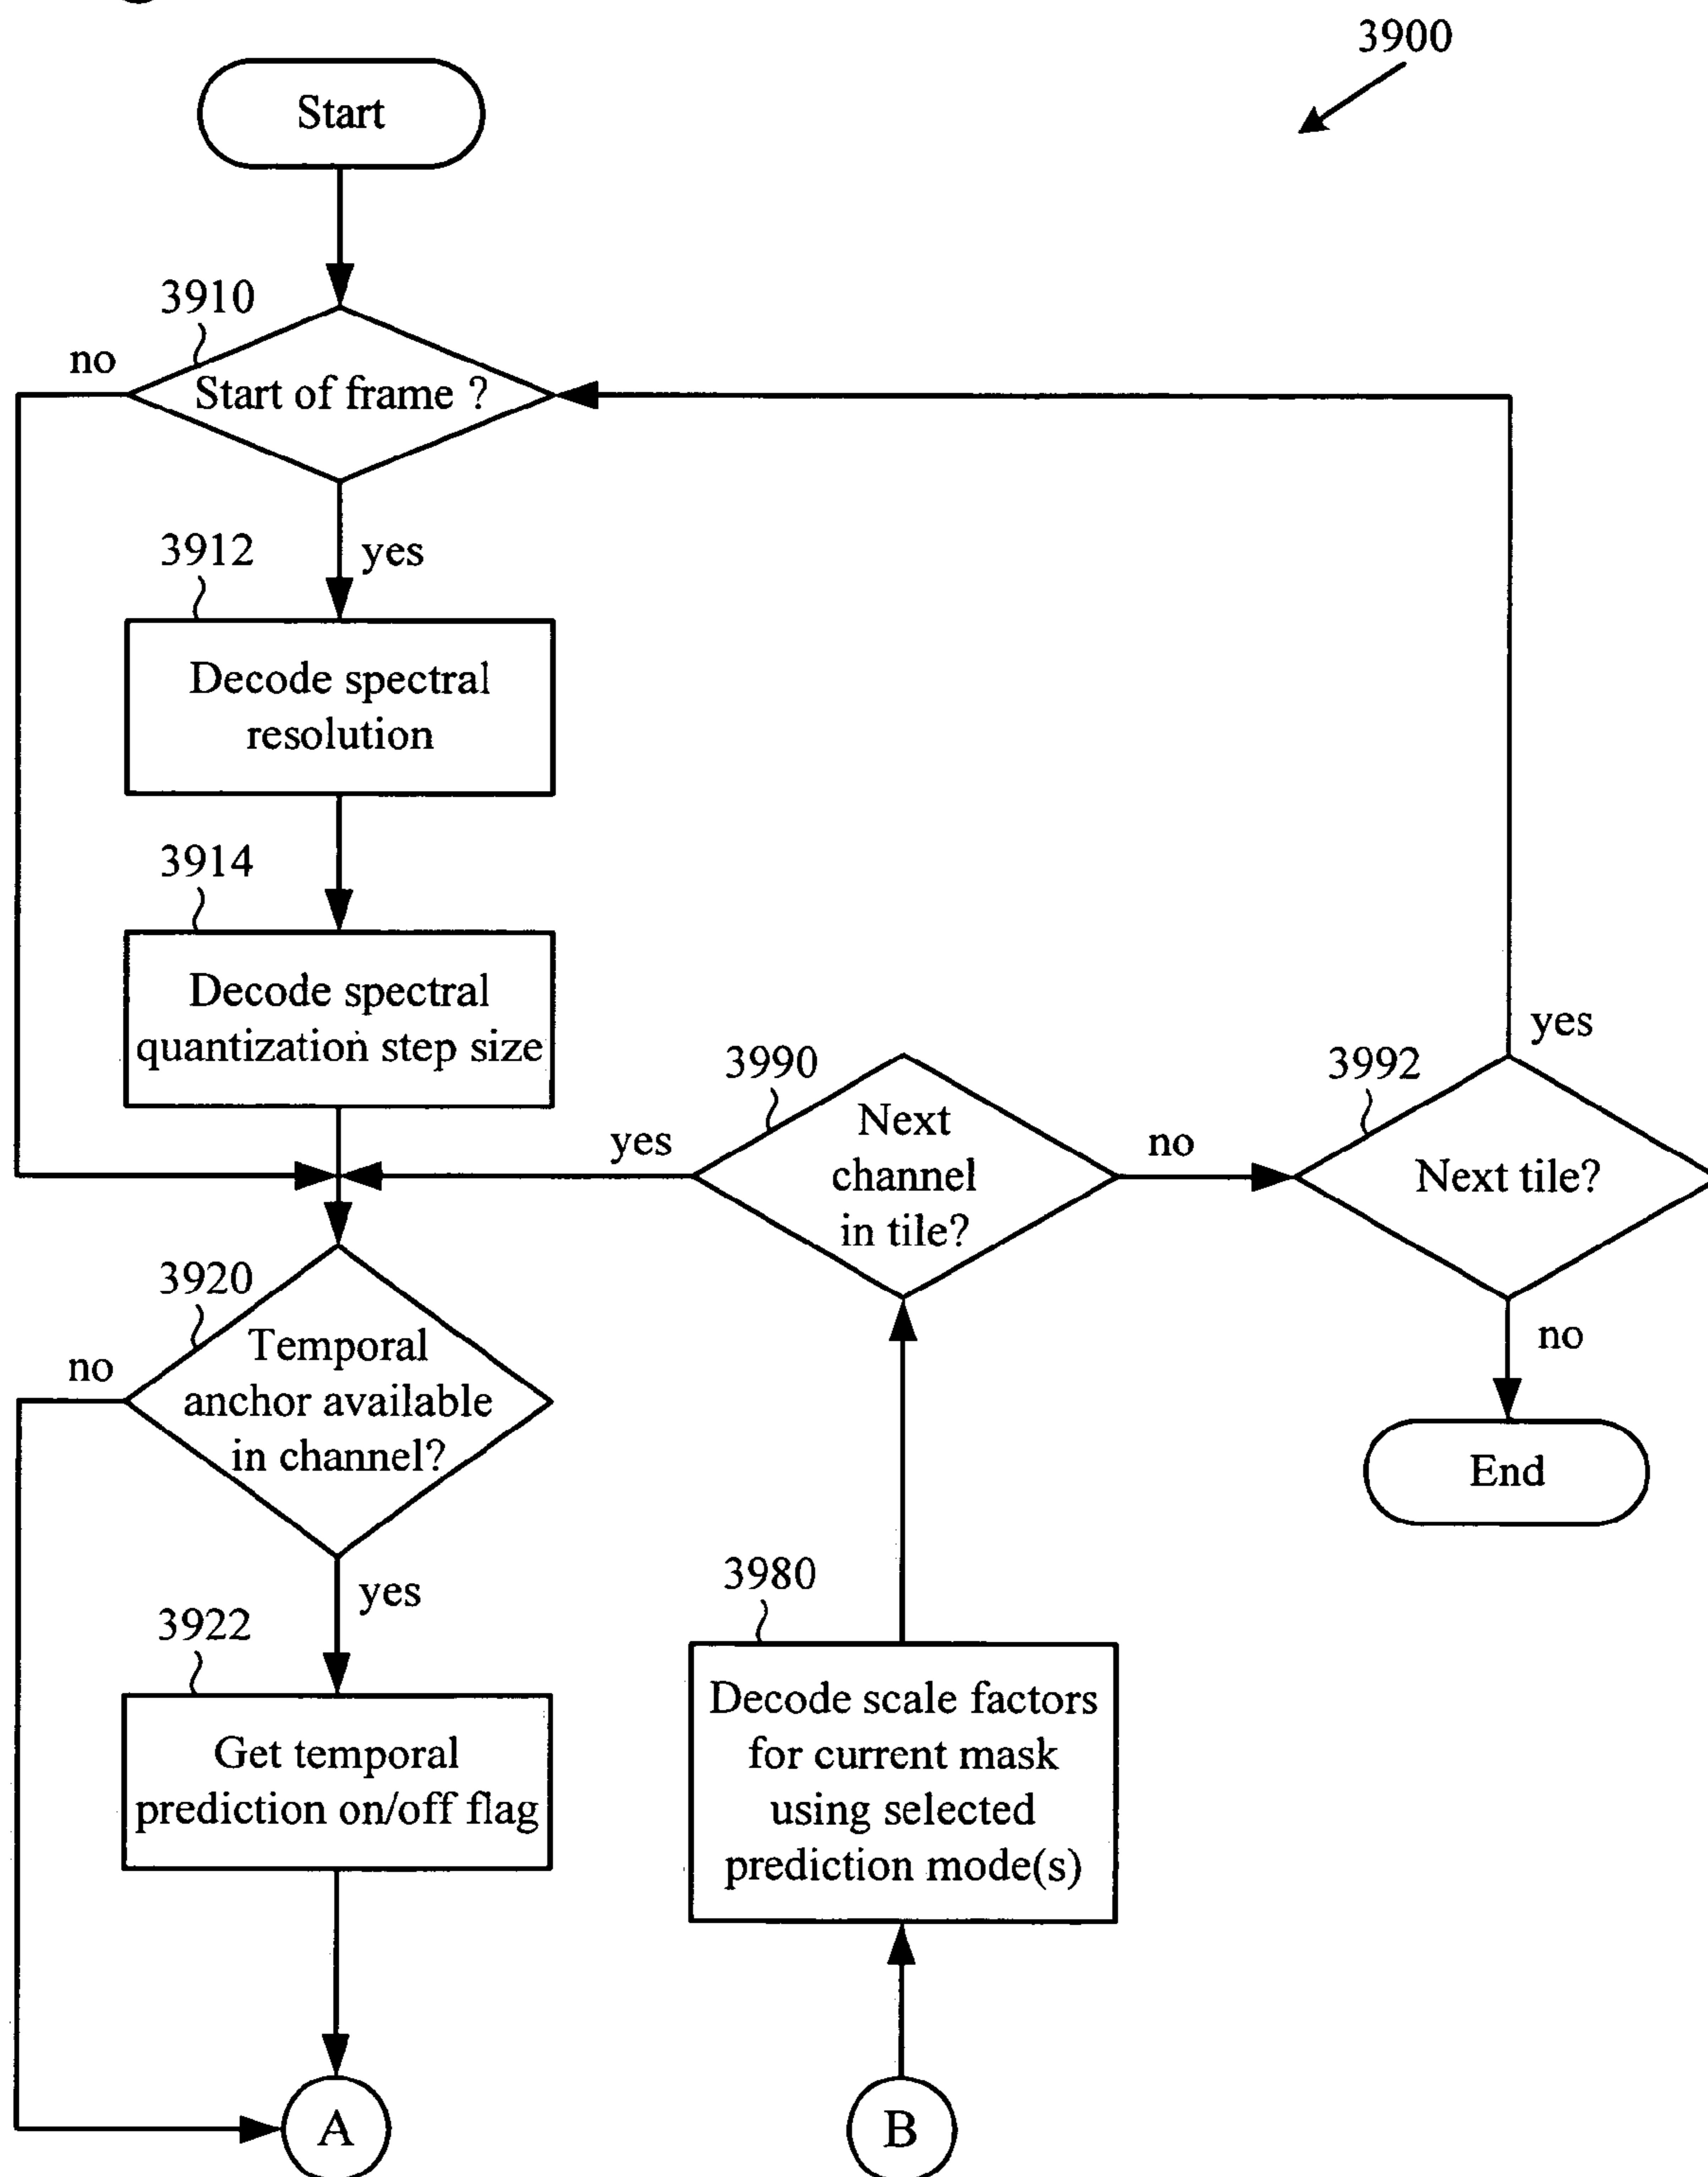 3900
Start
3910
no
Start of frame ?
3912
yes
Decode spectral
resolution
3914
Decode spectral
quantization step size
3990
yes
Next
channel
in tile?
no
3992
yes
Next tile?
no
End
3920
no
Temporal
anchor available
in channel?
yes
3922
Get temporal
prediction on/off flag
3980
Decode scale factors
for current mask
using selected
prediction mode(s)
A
B